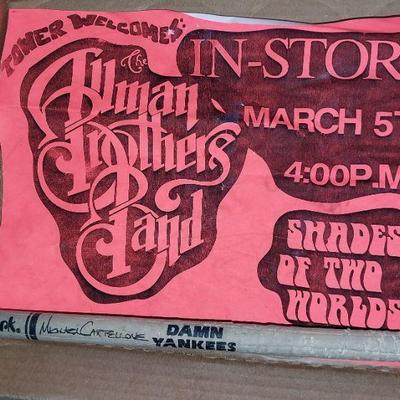 TOWER WELCOMES
The
Allman
Brothers
Band
IN-STOR
MARCH 5T
4:00P.M
SHADES
OF TWO
WORLDS
Michael Cartellone
DAMN
YANKEES